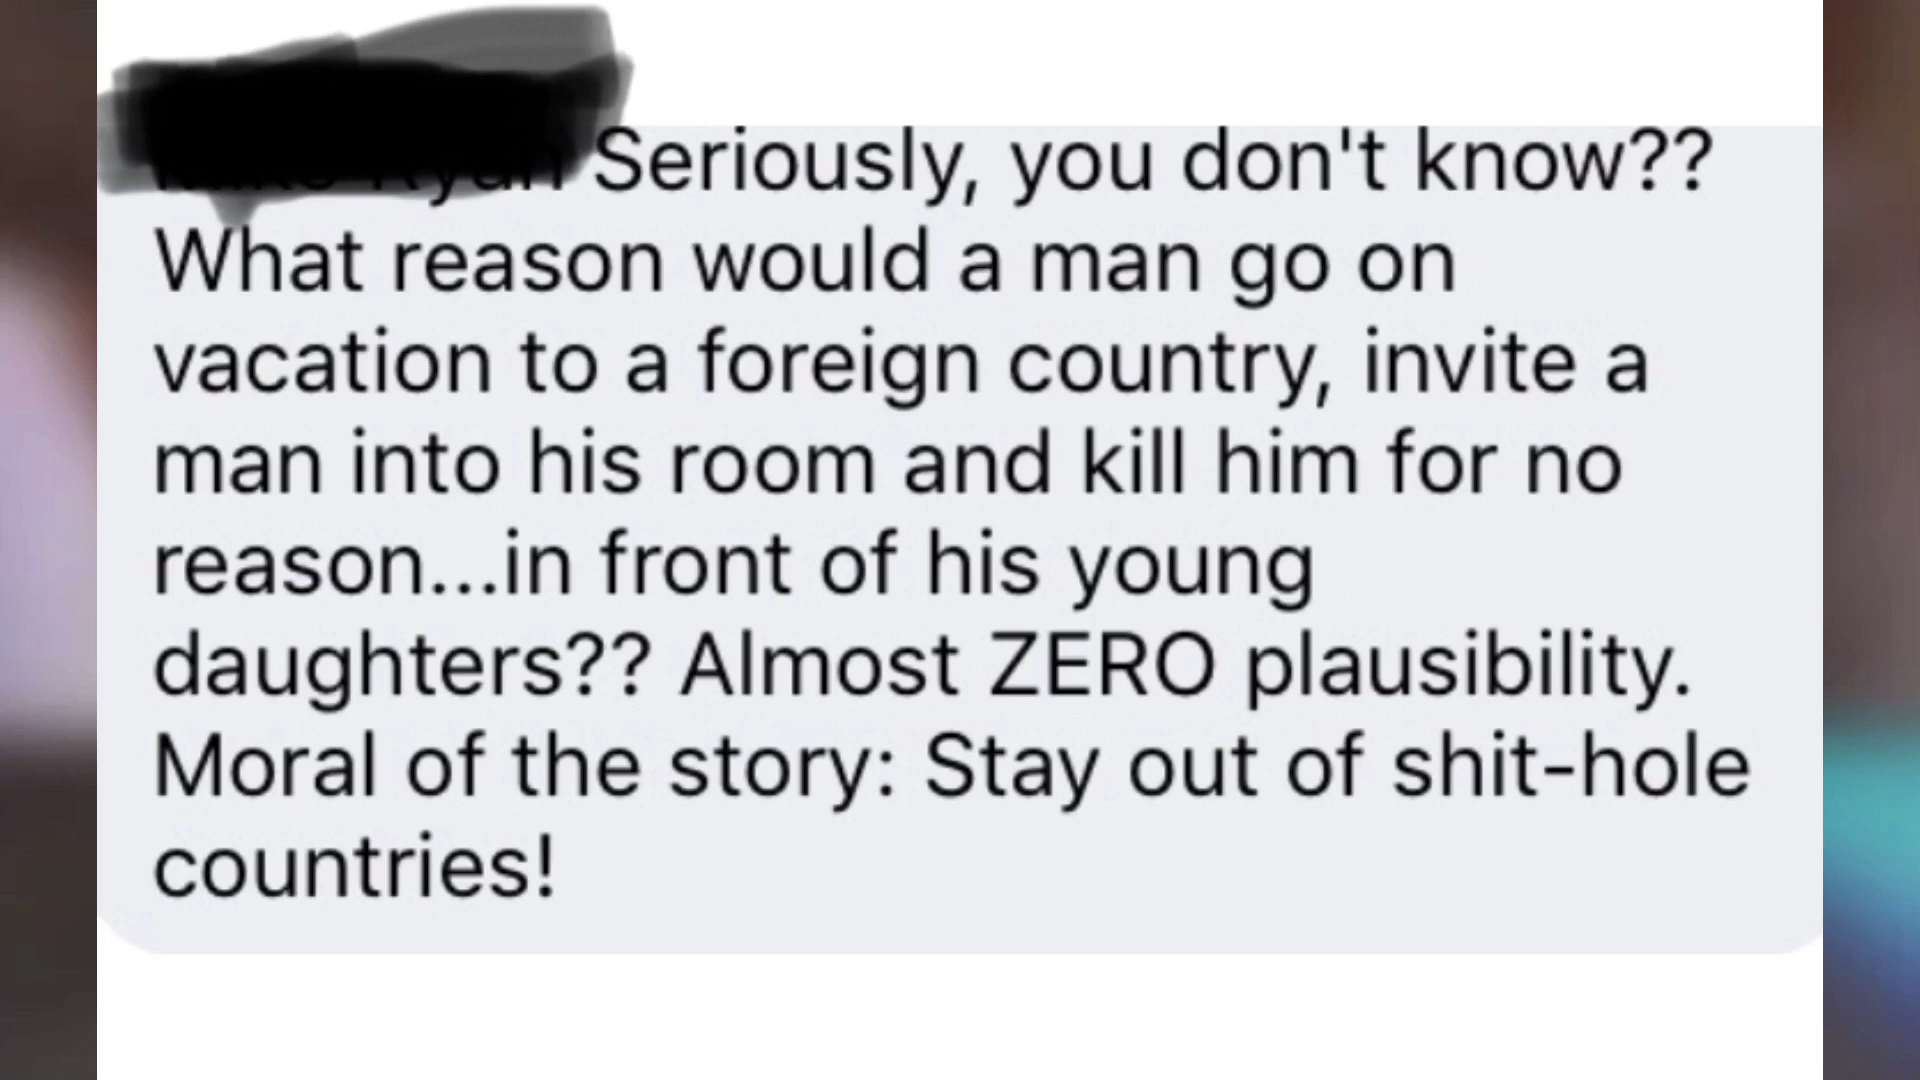 Seriously, you don't know??
What reason would a man go on
vacation to a foreign country, invite a
man into his room and kill him for no
reason...in front of his young
daughters?? Almost ZERO plausibility.
Moral of the story: Stay out of shit-hole
countries!